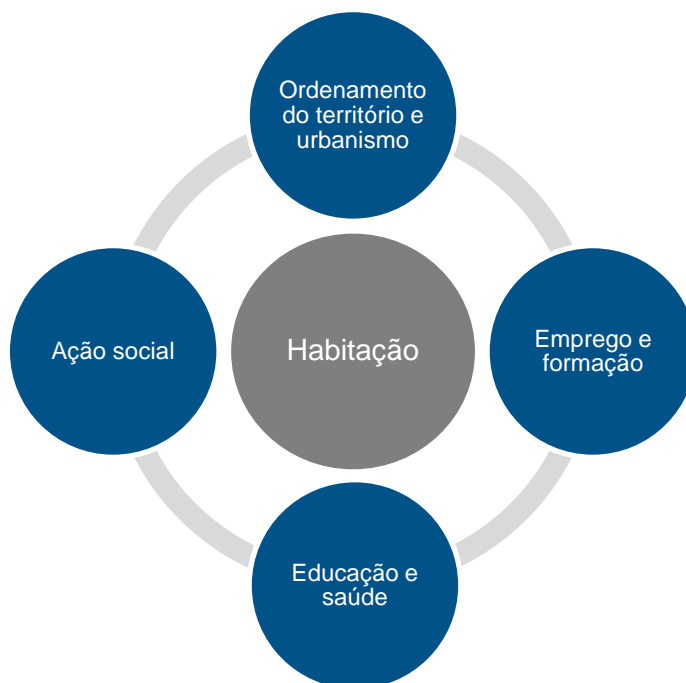 Ordenamento
do território e
urbanismo
Ação social
Habitação
Emprego e
formação
Educação e
saúde